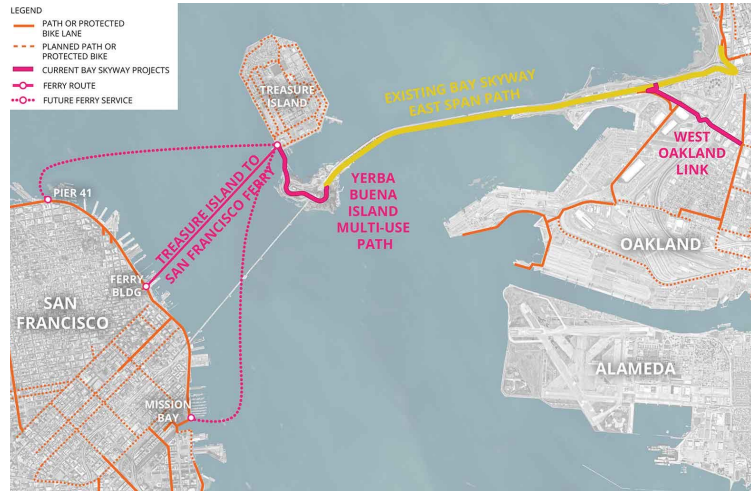 LEGEND
PATH OR PROTECTED
BIKE LANE
PLANNED PATH OR
PROTECTED BIKE
CURRENT BAY SKYWAY PROJECTS
FERRY ROUTE
FUTURE FERRY SERVICE
TREASURE
ISLAND
EXISTING BAY SKYWAY
EAST SPAN PATH
WEST
OAKLAND
LINK
PIER 41
TREASURE ISLAND TO
SAN FRANCISCO FERRY
YERBA
BUENA
ISLAND
MULTI-USE
PATH
OAKLAND
FERRY
BLDG
SAN
FRANCISCO
ALAMEDA
MISSION
BAY